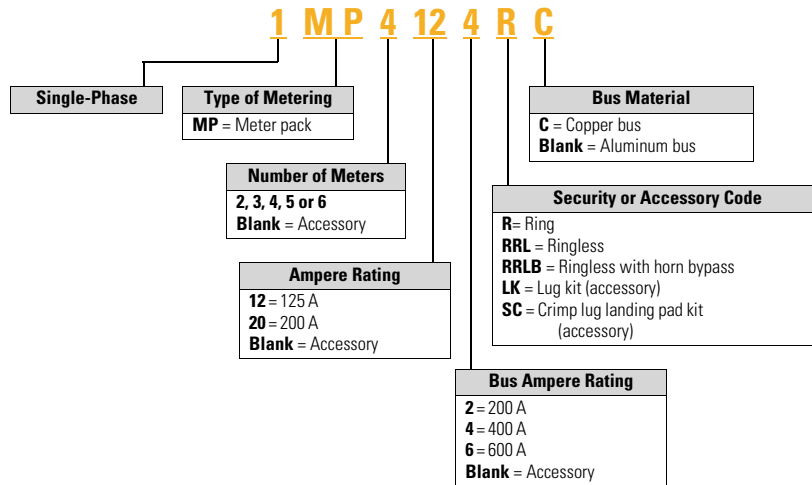 1 M P 4 12 4 R C
Single-Phase
Type of Metering
MP = Meter pack
Bus Material
C = Copper bus
Blank = Aluminum bus
Number of Meters
2, 3, 4, 5 or 6
Blank = Accessory
Security or Accessory Code
R= Ring
RRL = Ringless
RRLB = Ringless with horn bypass
LK = Lug kit (accessory)
SC = Crimp lug landing pad kit
(accessory)
Ampere Rating
12 = 125 A
20 = 200 A
Blank = Accessory
Bus Ampere Rating
2 = 200 A
4 = 400 A
6 = 600 A
Blank = Accessory